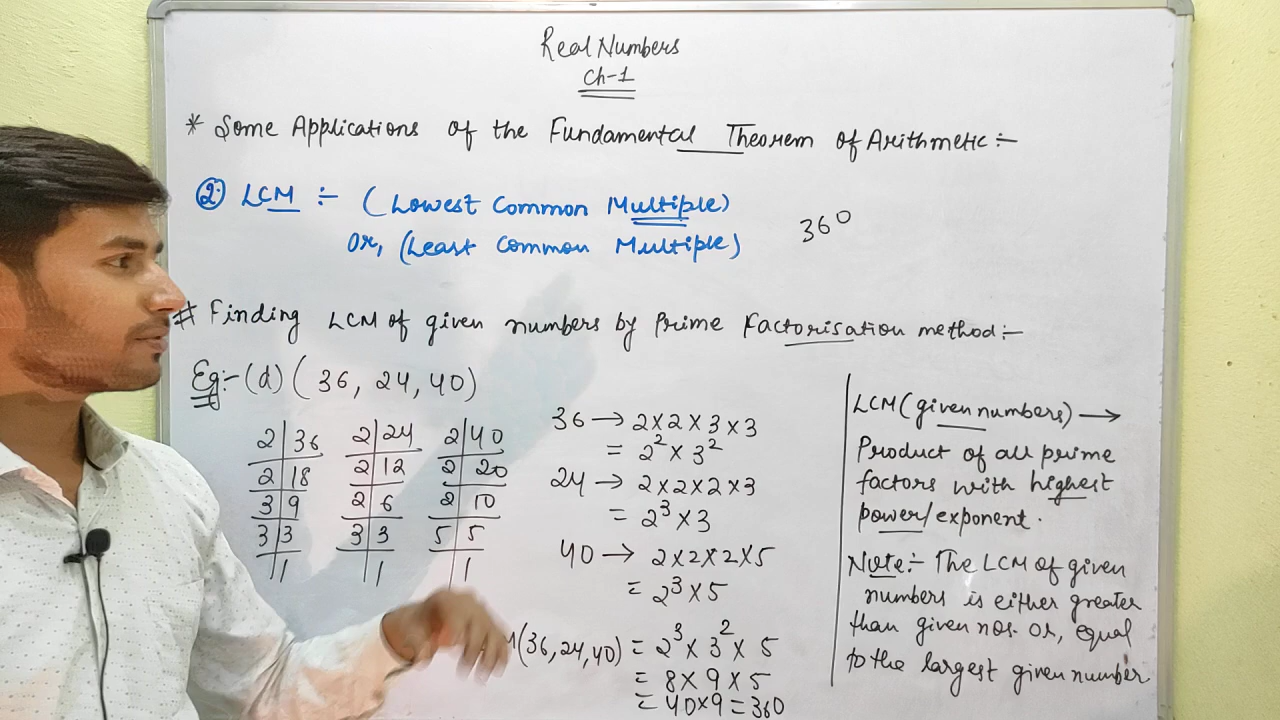 Real Numbers
Ch-1
* Some Applications of the Fundamental Theorem of Arithmetic :-
② LCM :- (Lowest Common Multiple)
Or, (Least Common Multiple)
360
# Finding LCM of given numbers by Prime Factorisation method :-
Eg:- (d) (36, 24, 40)
2 | 36
2 | 18
3 | 9
3 | 3
| 1
2 | 24
2 | 12
2 | 6
3 | 3
| 1
2 | 40
2 | 20
2 | 10
5 | 5
| 1
36 → 2×2×3×3
= 2² × 3²
24 → 2×2×2×3
= 2³ × 3
40 → 2×2×2×5
= 2³ × 5
(36, 24, 40) = 2³ × 3² × 5
= 8 × 9 × 5
= 40×9 = 360
LCM (given numbers) →
Product of all prime
factors with highest
power/exponent.
Note:- The LCM of given
numbers is either greater
than given nos. or, equal
to the largest given number